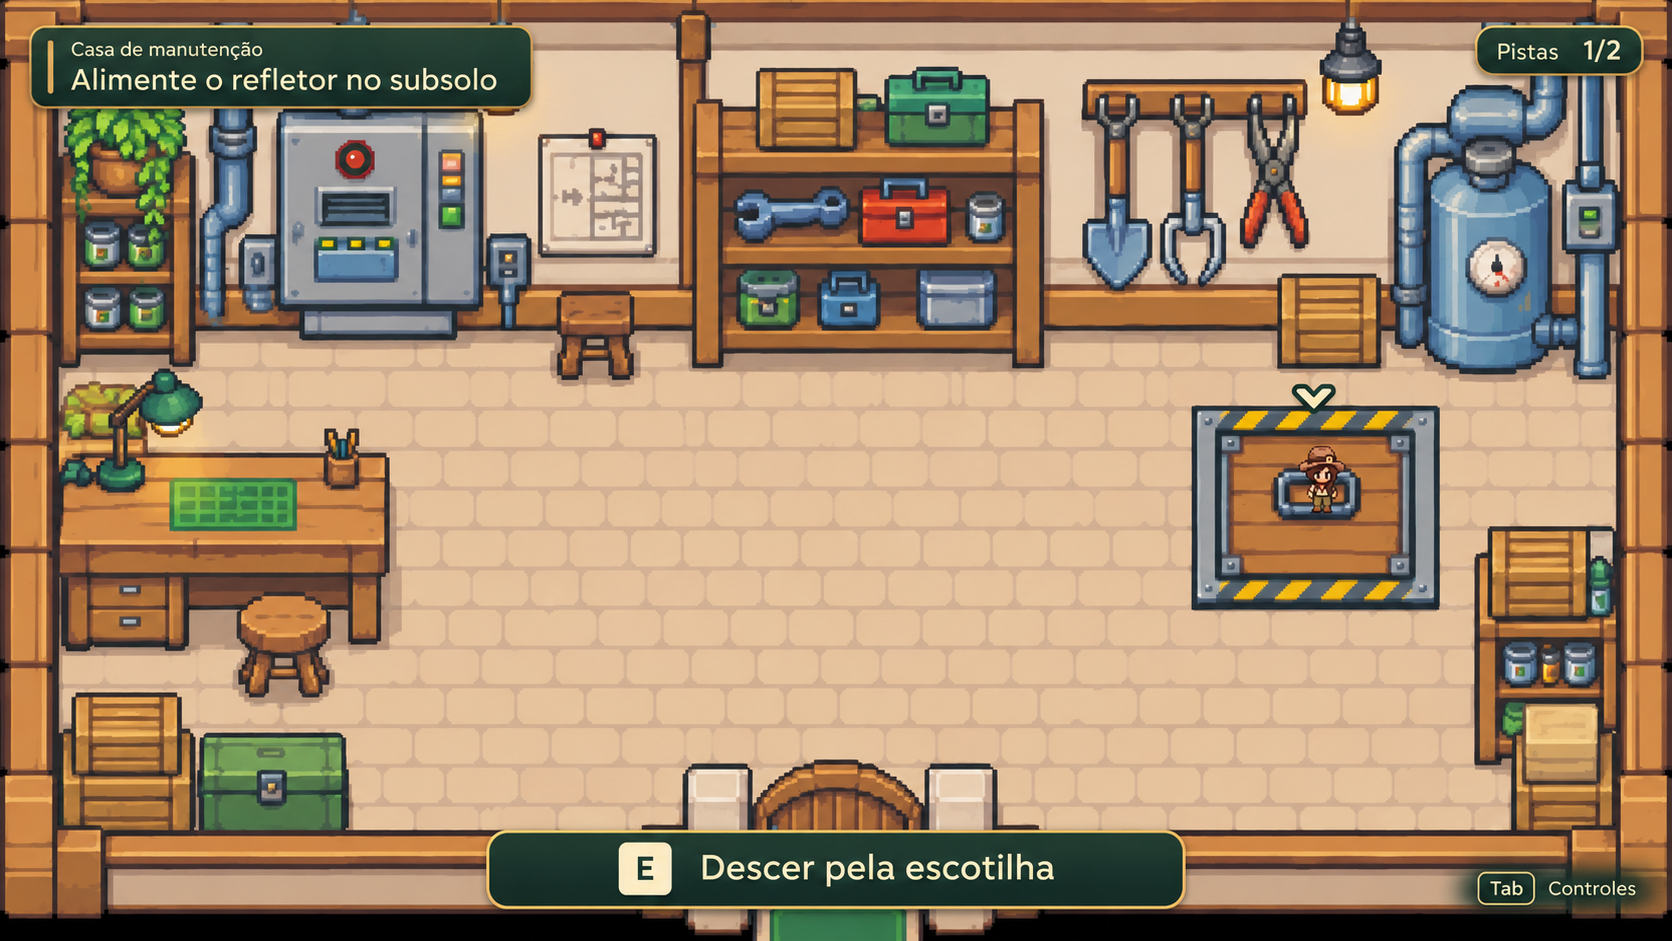 Casa de manutenção
Alimente o refletor no subsolo
Pistas 1/2
E Descer pela escotilha
Tab Controles